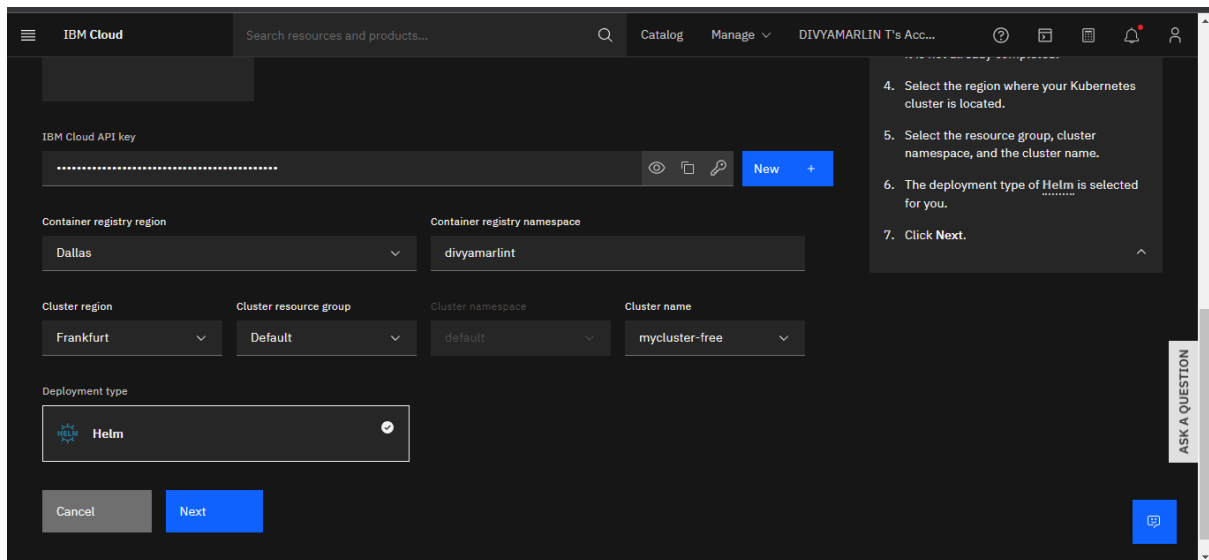 IBM Cloud
Search resources and products...
Catalog
Manage
DIVYAMARLIN T's Acc...
4. Select the region where your Kubernetes
cluster is located.
5. Select the resource group, cluster
namespace, and the cluster name.
6. The deployment type of Helm is selected
for you.
7. Click Next.
IBM Cloud API key
••••••••••••••••••••••••••••••••••••••••••••
New +
Container registry region
Container registry namespace
Dallas
divyamarlint
Cluster region
Cluster resource group
Cluster namespace
Cluster name
Frankfurt
Default
default
mycluster-free
Deployment type
HELM
Helm
Cancel
Next
ASK A QUESTION